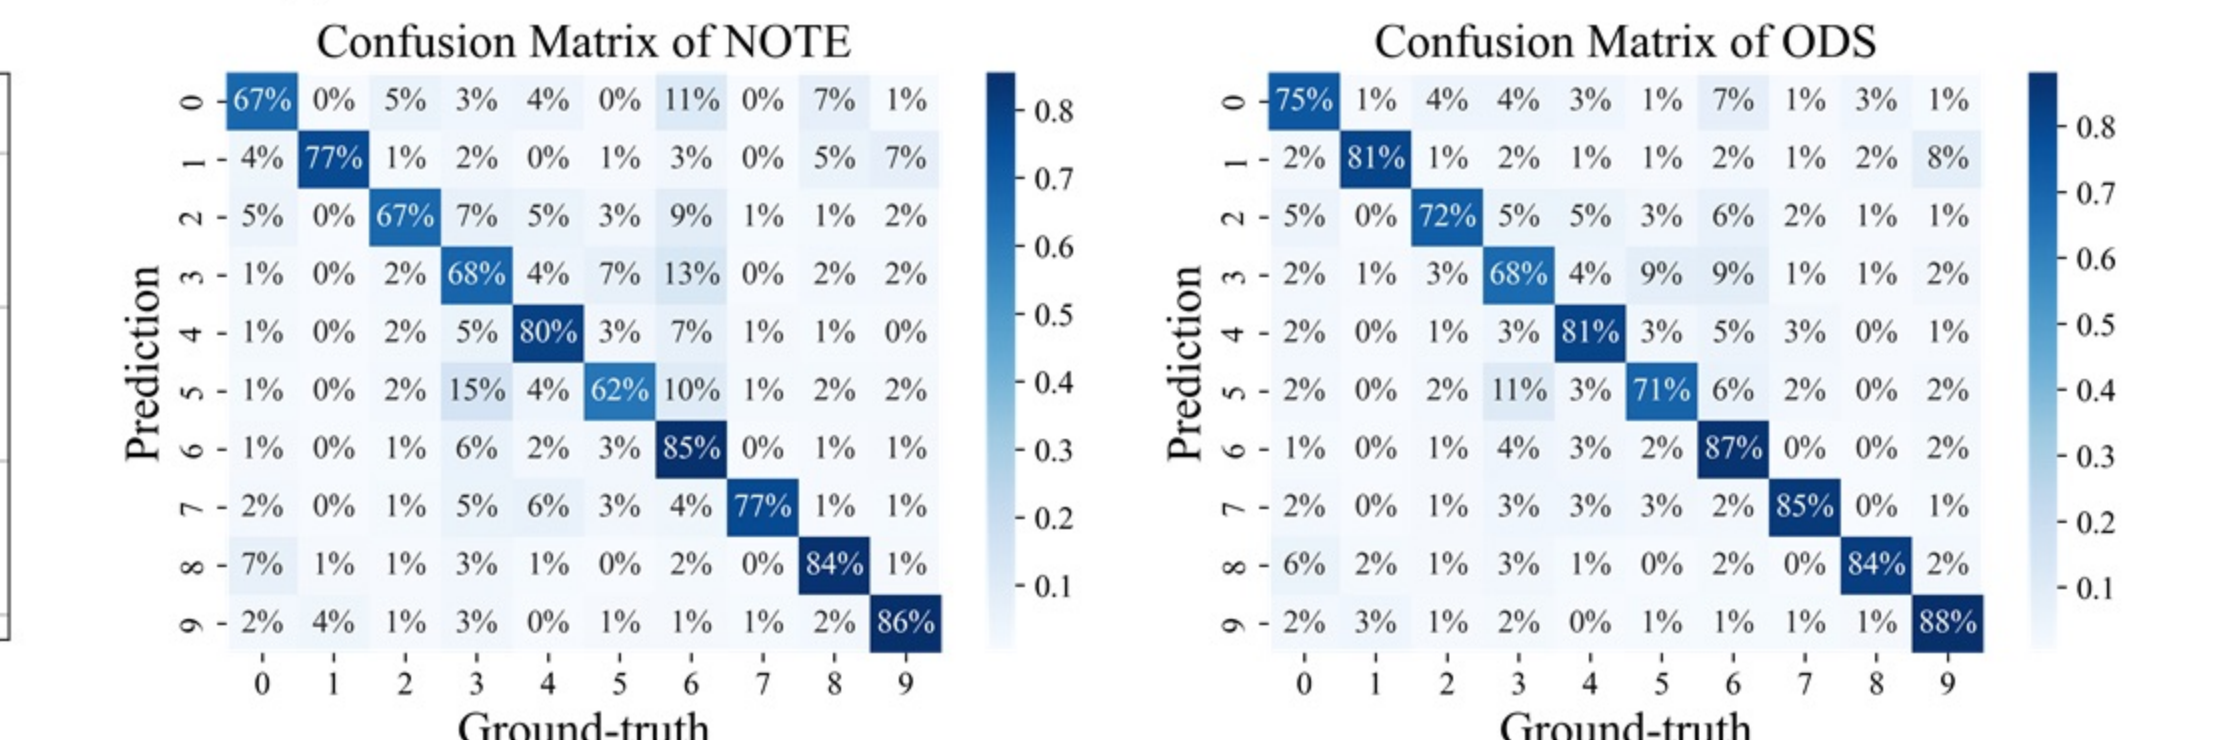 Confusion Matrix of NOTE
0 67% 0% 5% 3% 4% 0% 11% 0% 7% 1%
1 4% 77% 1% 2% 0% 1% 3% 0% 5% 7%
2 5% 0% 67% 7% 5% 3% 9% 1% 1% 2%
3 1% 0% 2% 68% 4% 7% 13% 0% 2% 2%
4 1% 0% 2% 5% 80% 3% 7% 1% 1% 0%
5 1% 0% 2% 15% 4% 62% 10% 1% 2% 2%
6 1% 0% 1% 6% 2% 3% 85% 0% 1% 1%
7 2% 0% 1% 5% 6% 3% 4% 77% 1% 1%
8 7% 1% 1% 3% 1% 0% 2% 0% 84% 1%
9 2% 4% 1% 3% 0% 1% 1% 1% 2% 86%
0 1 2 3 4 5 6 7 8 9
Prediction
Ground-truth
0.8
0.7
0.6
0.5
0.4
0.3
0.2
0.1
Confusion Matrix of ODS
0 75% 1% 4% 4% 3% 1% 7% 1% 3% 1%
1 2% 81% 1% 2% 1% 1% 2% 1% 2% 8%
2 5% 0% 72% 5% 5% 3% 6% 2% 1% 1%
3 2% 1% 3% 68% 4% 9% 9% 1% 1% 2%
4 2% 0% 1% 3% 81% 3% 5% 3% 0% 1%
5 2% 0% 2% 11% 3% 71% 6% 2% 0% 2%
6 1% 0% 1% 4% 3% 2% 87% 0% 0% 2%
7 2% 0% 1% 3% 3% 3% 2% 85% 0% 1%
8 6% 2% 1% 3% 1% 0% 2% 0% 84% 2%
9 2% 3% 1% 2% 0% 1% 1% 1% 1% 88%
0 1 2 3 4 5 6 7 8 9
Prediction
Ground-truth
0.8
0.7
0.6
0.5
0.4
0.3
0.2
0.1